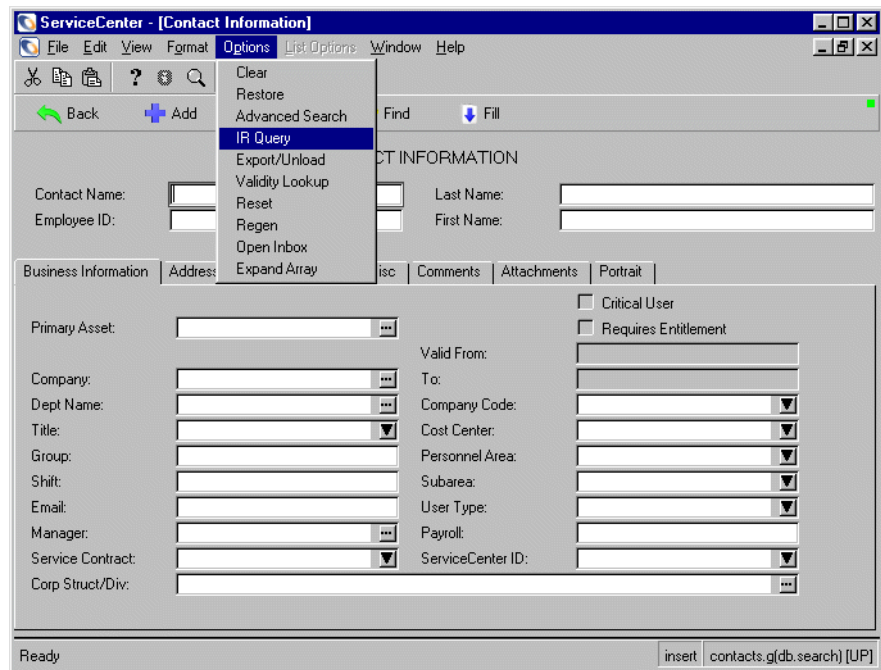 ServiceCenter - [Contact Information]
File Edit View Format Options List Options Window Help
Clear
Restore
Advanced Search
IR Query
Export/Unload
Validity Lookup
Reset
Regen
Open Inbox
Expand Array
Back Add Find Fill
CT INFORMATION
Contact Name: Last Name:
Employee ID: First Name:
Business Information Address isc Comments Attachments Portrait
Critical User
Primary Asset: Requires Entitlement
Valid From:
Company: To:
Dept Name: Company Code:
Title: Cost Center:
Group: Personnel Area:
Shift: Subarea:
Email: User Type:
Manager: Payroll:
Service Contract: ServiceCenter ID:
Corp Struct/Div:
Ready insert contacts.g(db.search) [UP]